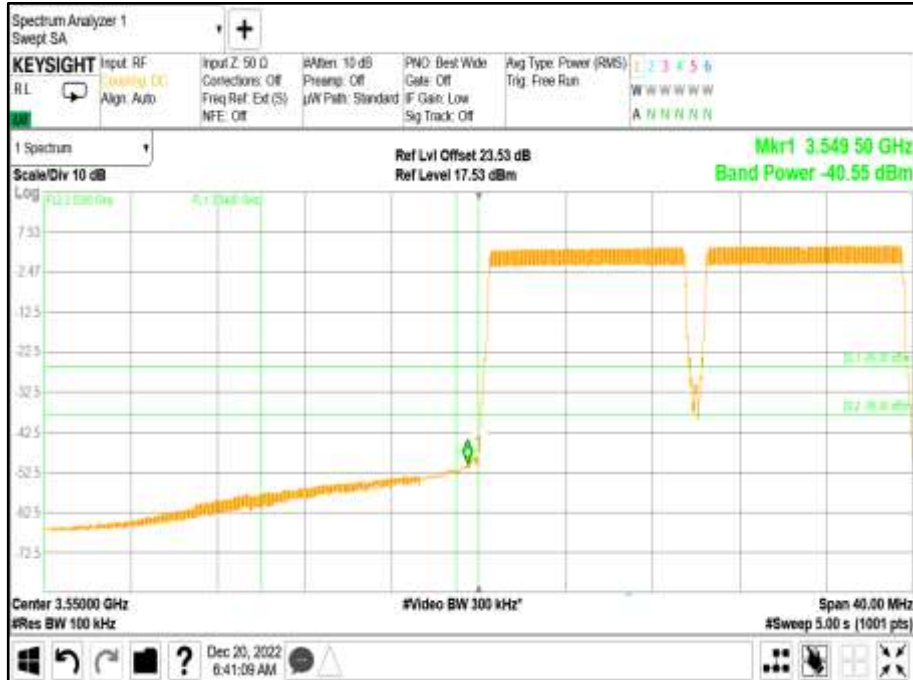 Spectrum Analyzer 1
Swept SA
KEYSIGHT
RL
Input: RF
Coupling: DC
Align: Auto
Input Z: 50 Ω
Corrections: Off
Freq Ref: Ext (S)
NFE: Off
#Atten: 10 dB
Preamp: Off
µW Path: Standard
PNO: Best Wide
Gate: Off
IF Gain: Low
Sig Track: Off
Avg Type: Power (RMS)
Trig: Free Run
1 2 3 4 5 6
W W W W W W
A N N N N N
1 Spectrum
Scale/Div 10 dB
Ref Lvl Offset 23.53 dB
Ref Level 17.53 dBm
Mkr1 3.549 50 GHz
Band Power -40.55 dBm
Log
7.53
-2.47
-12.5
-22.5
-32.5
-42.5
-52.5
-62.5
-72.5
Center 3.55000 GHz
#Res BW 100 kHz
#Video BW 300 kHz*
Span 40.00 MHz
#Sweep 5.00 s (1001 pts)
?
Dec 20, 2022
6:41:09 AM